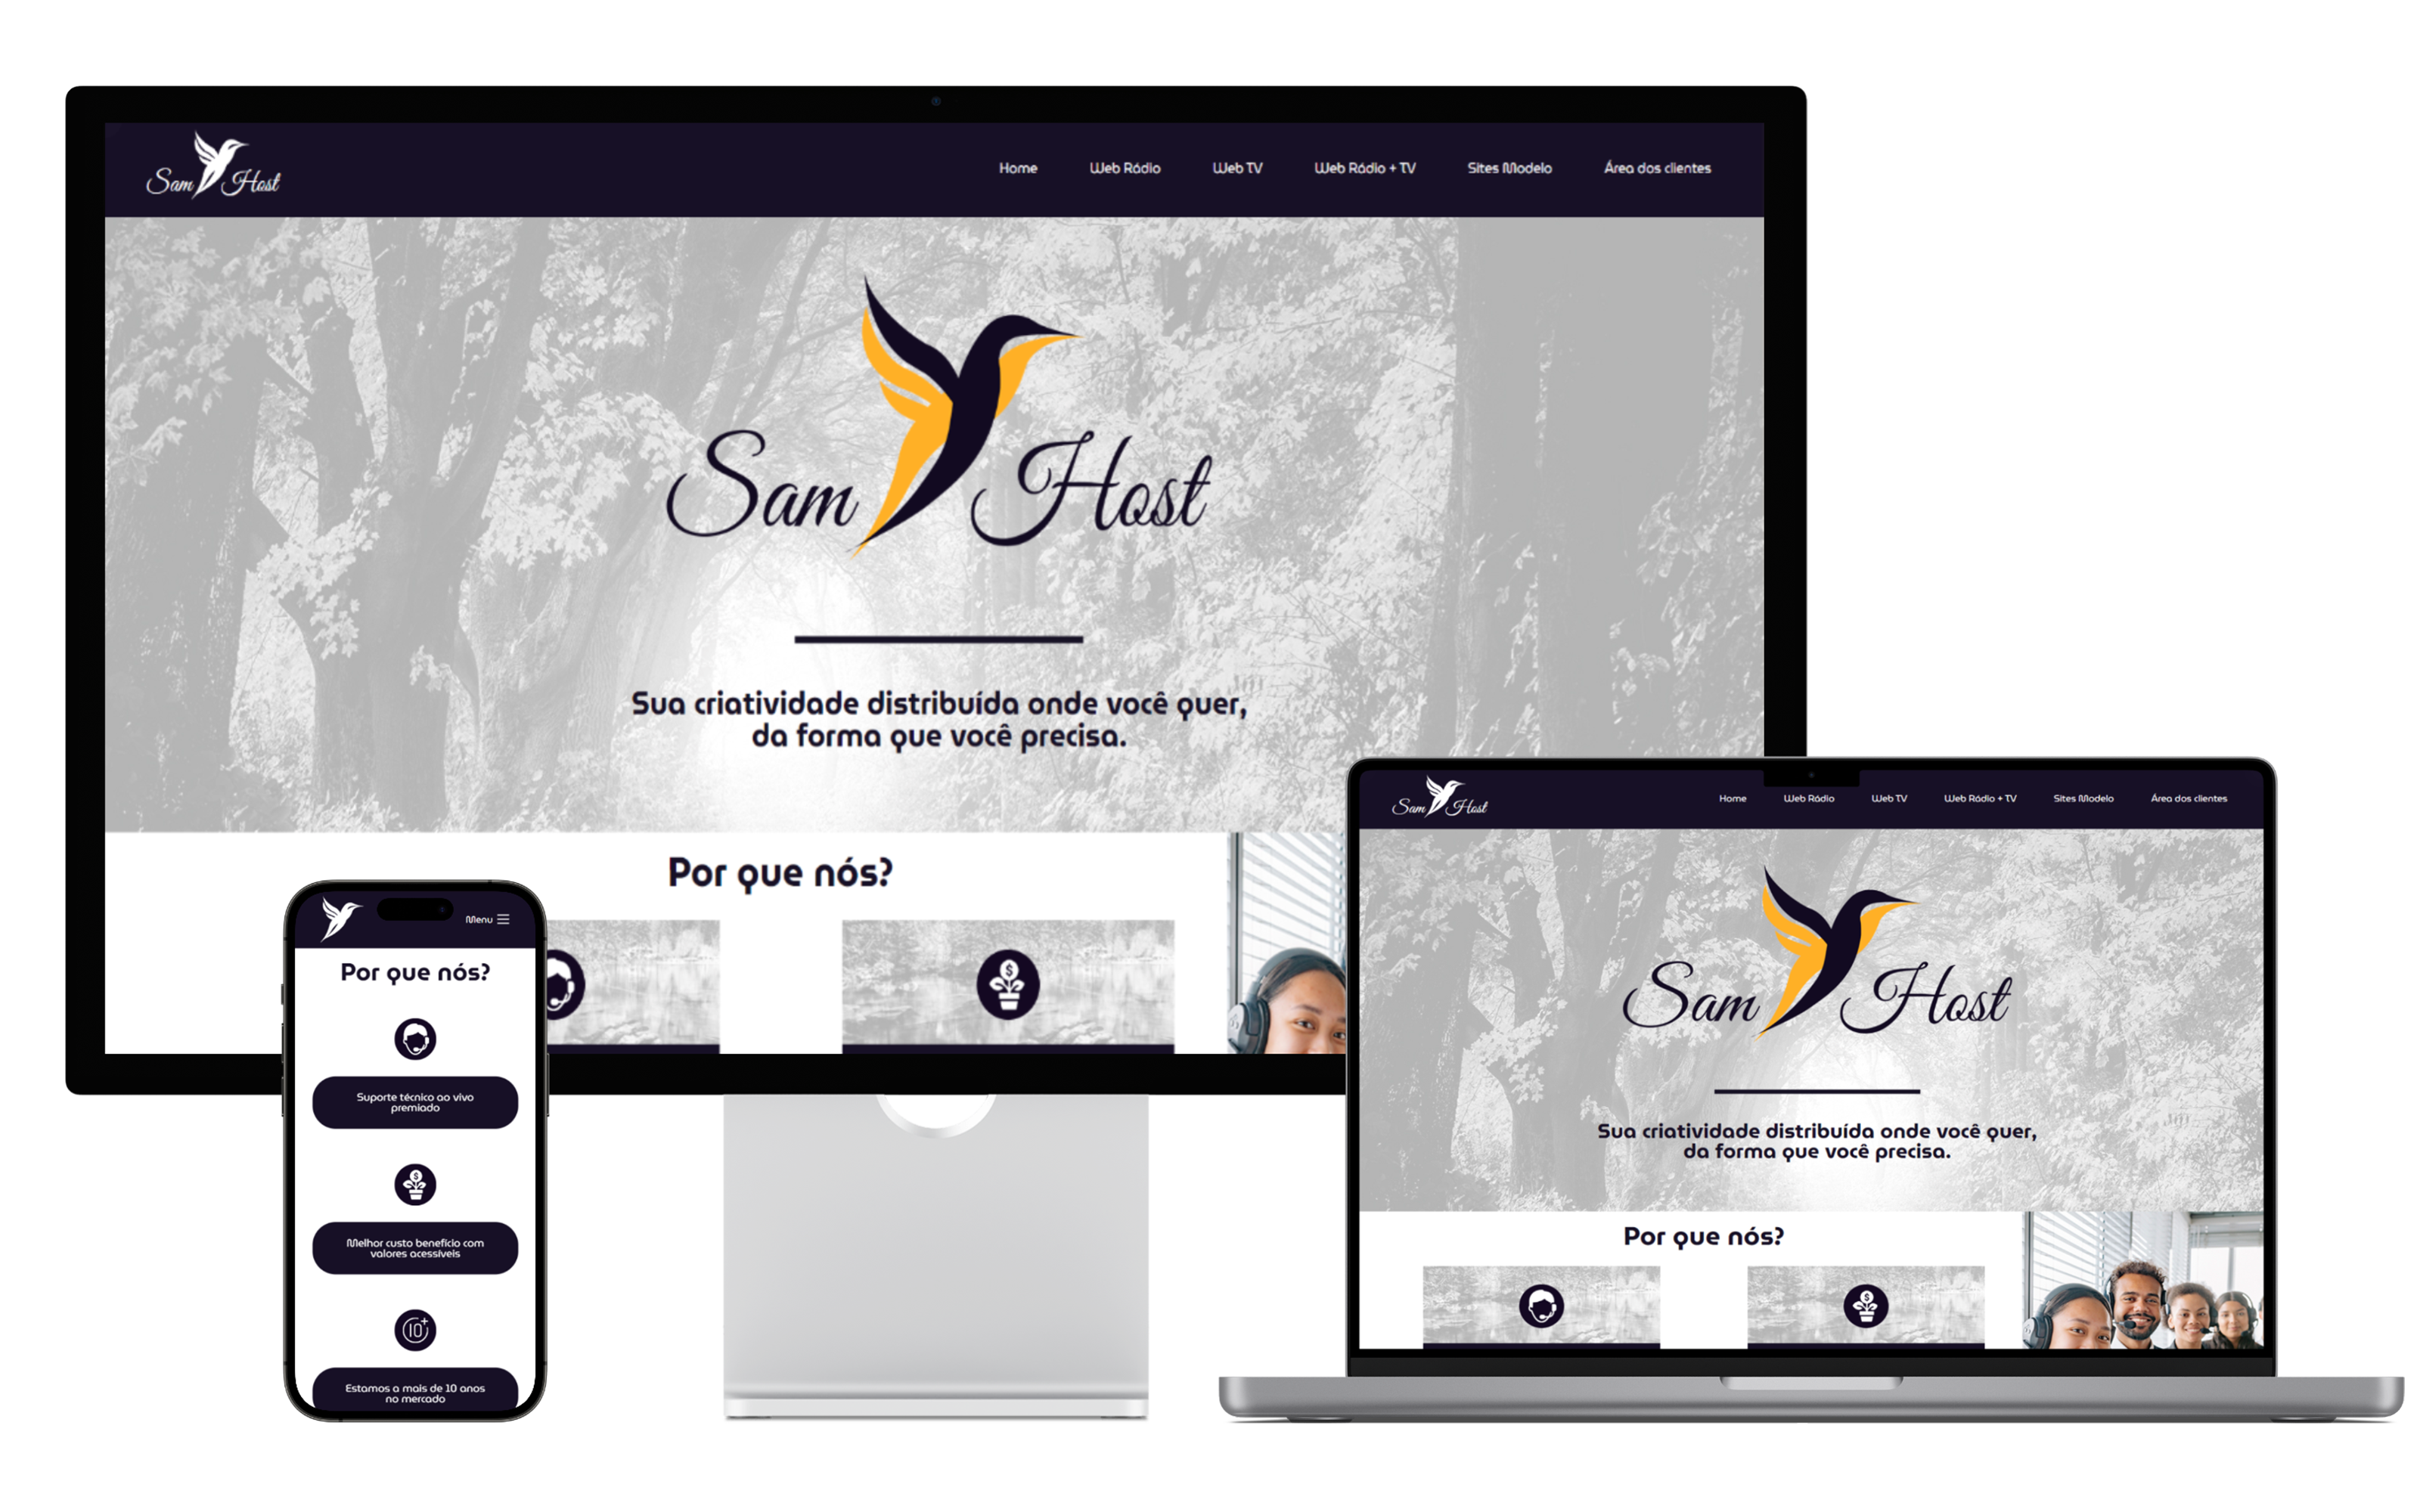 Sam Host
Home Web Rádio Web TV Web Rádio + TV Sites Modelo Área dos clientes
Sam Host
Sua criatividade distribuída onde você quer,
da forma que você precisa.
Por que nós?
Menu
Por que nós?
Suporte técnico ao vivo
premiado
$
Melhor custo benefício com
valores acessíveis
10+
Estamos a mais de 10 anos
no mercado
$
Sam Host
Home Web Rádio Web TV Web Rádio + TV Sites Modelo Área dos clientes
Sam Host
Sua criatividade distribuída onde você quer,
da forma que você precisa.
Por que nós?
$